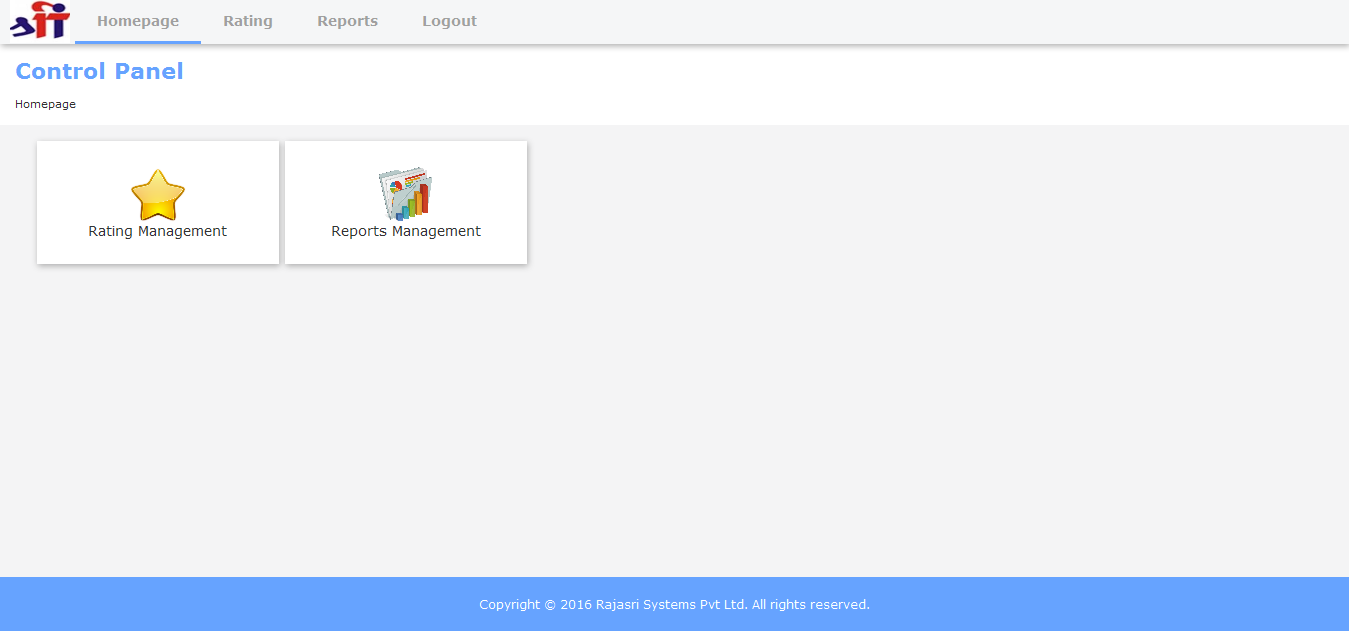 Homepage Rating Reports Logout
Control Panel
Homepage
Rating Management Reports Management
Copyright © 2016 Rajasri Systems Pvt Ltd. All rights reserved.